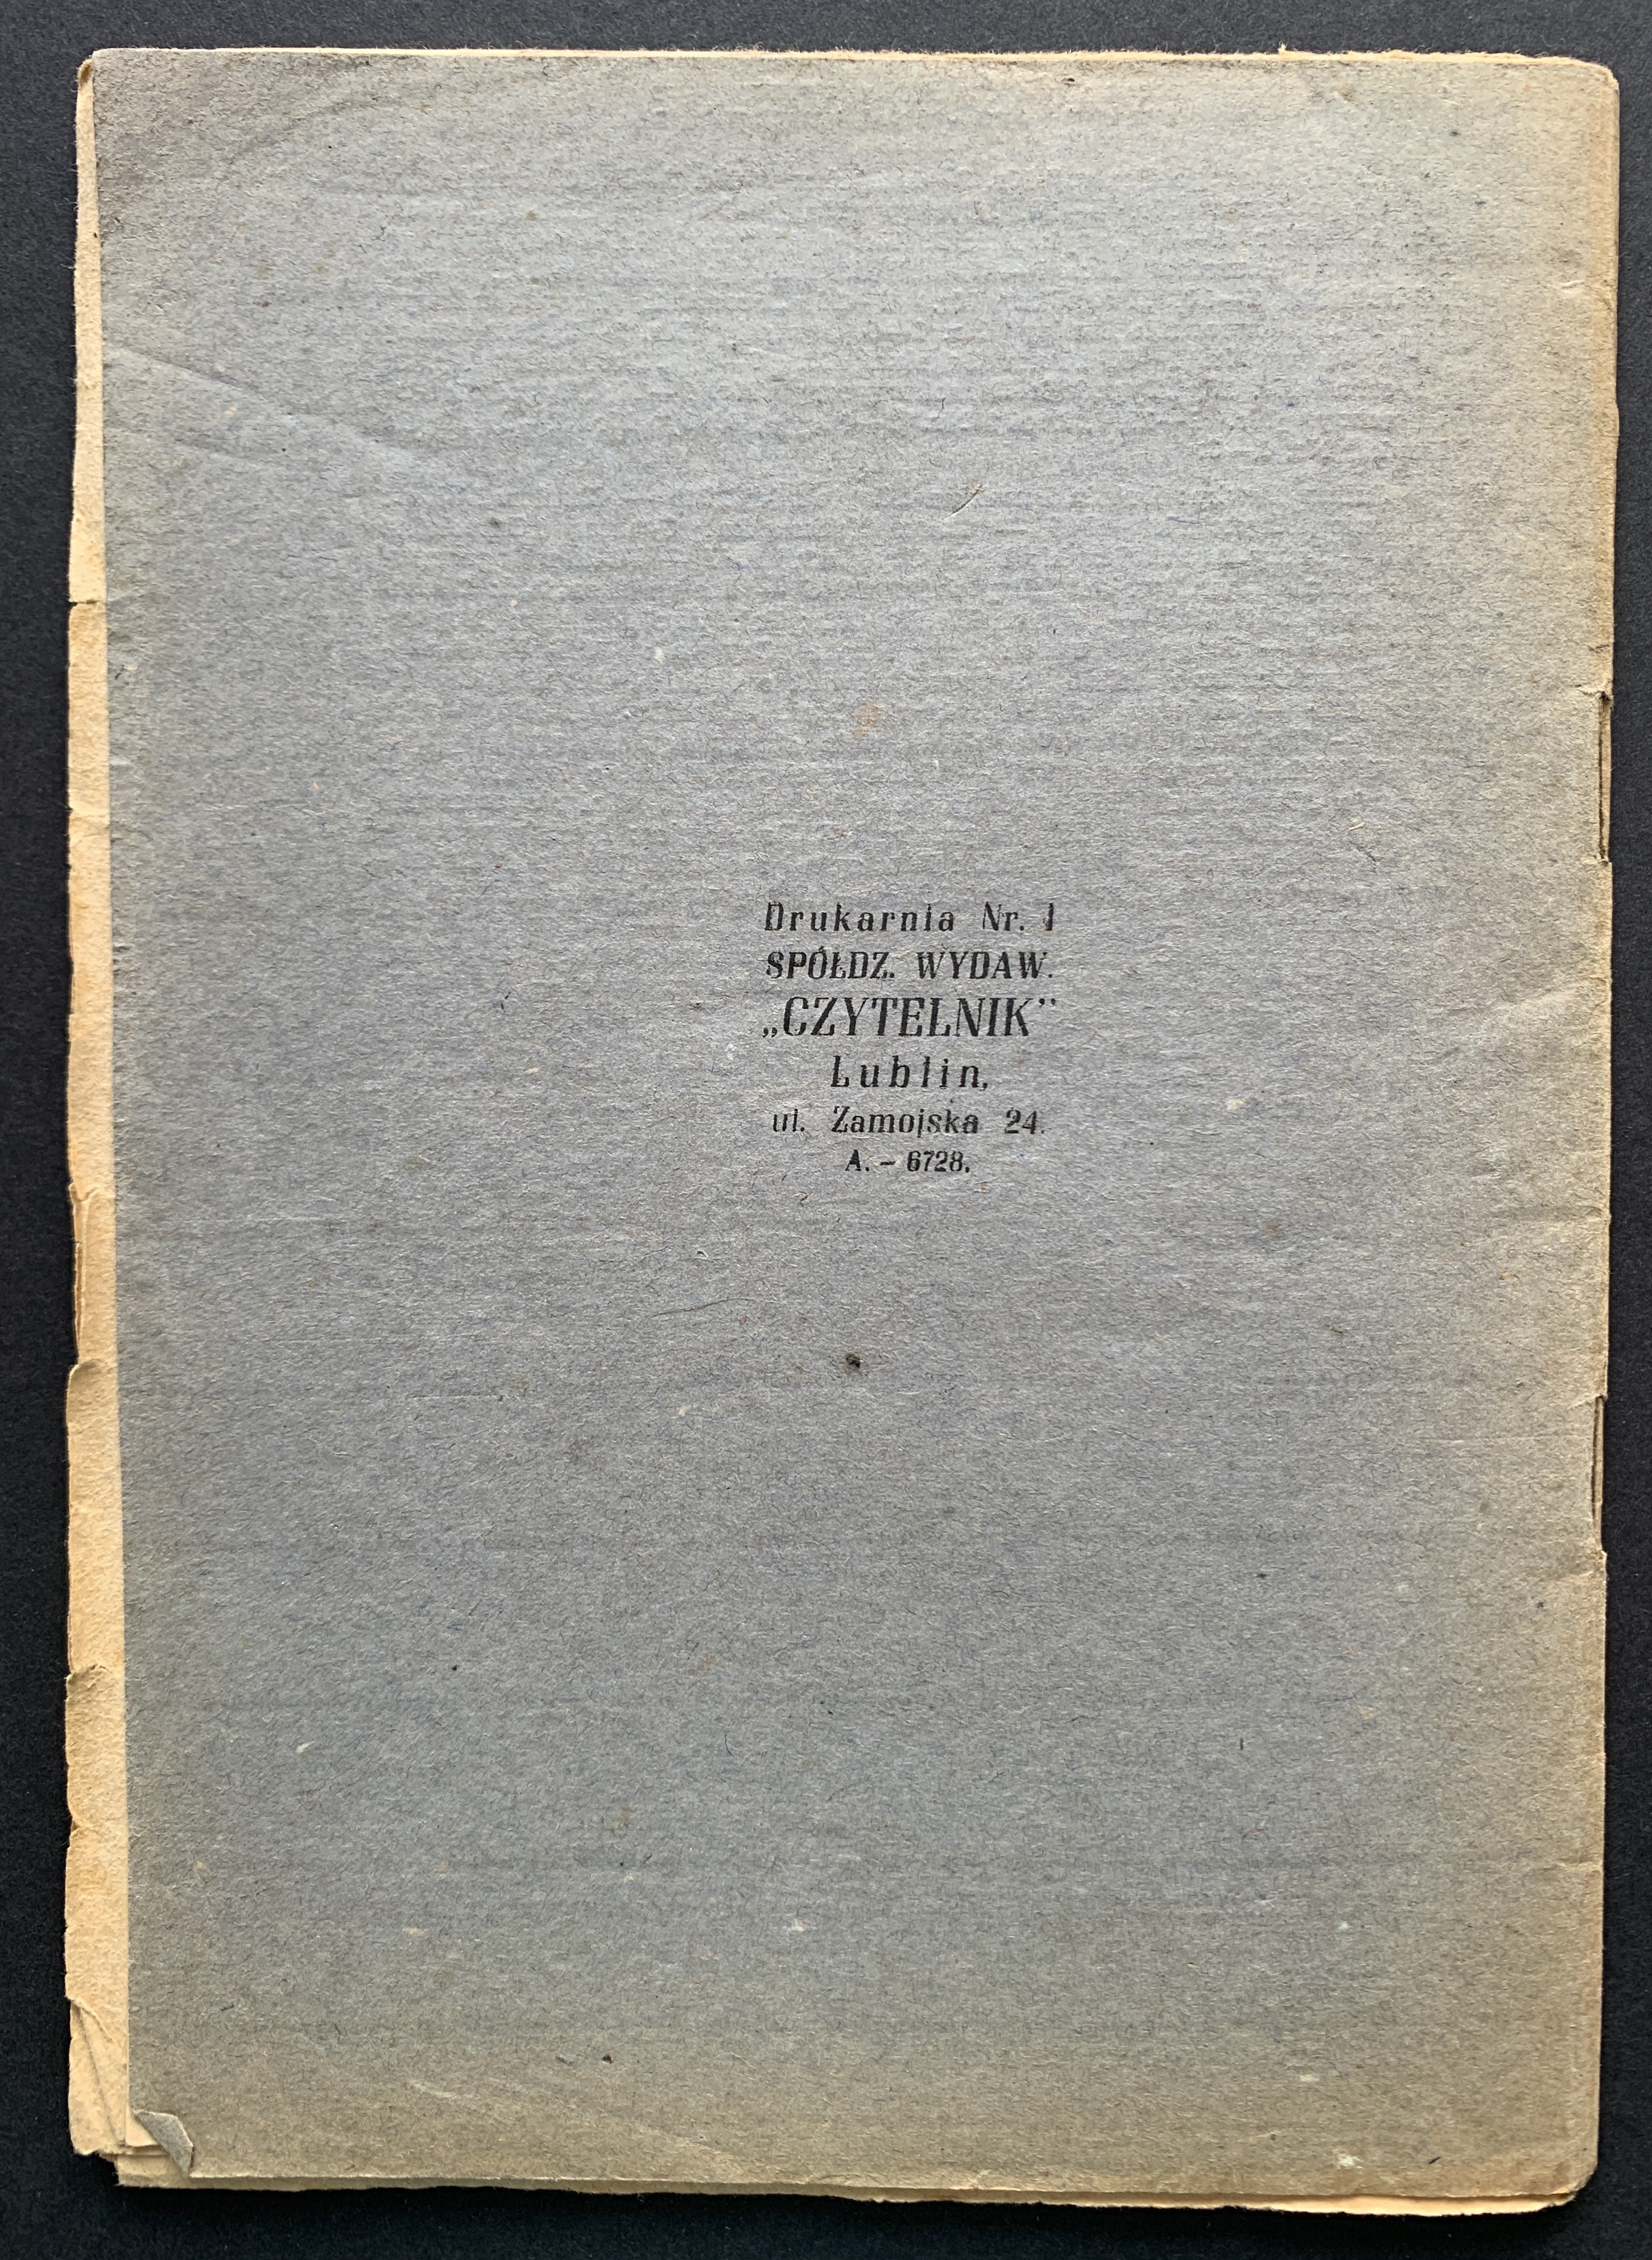 Drukarnia Nr. 1
SPÓŁDZ. WYDAW.
„CZYTELNIK”
Lublin,
ul. Zamojska 24.
A. – 6728.